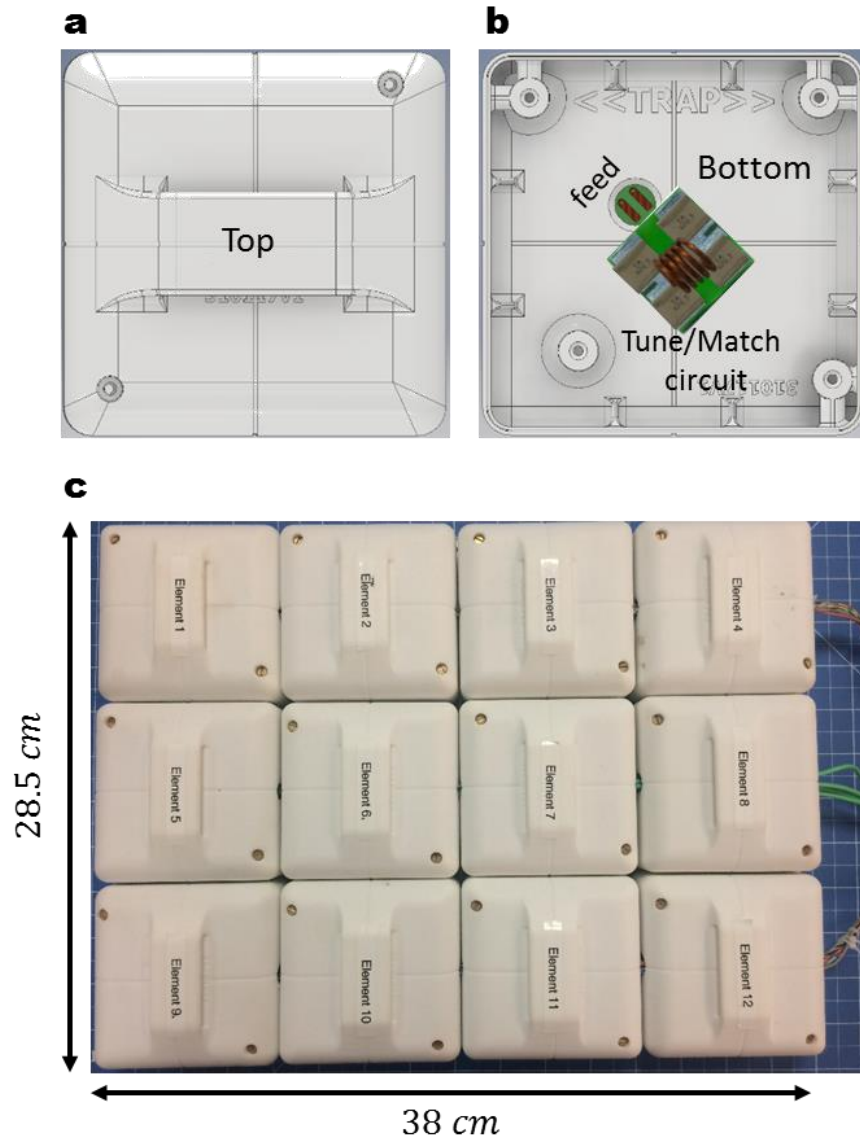 a
b
Top
<<TRAP>>
feed
Bottom
Tune/Match
circuit
c
Element 1
Element 2
Element 3
Element 4
Element 5
Element 6.
Element 7
Element 8
Element 9.
Element 10
Element 11
Element 12
28.5 cm
38 cm